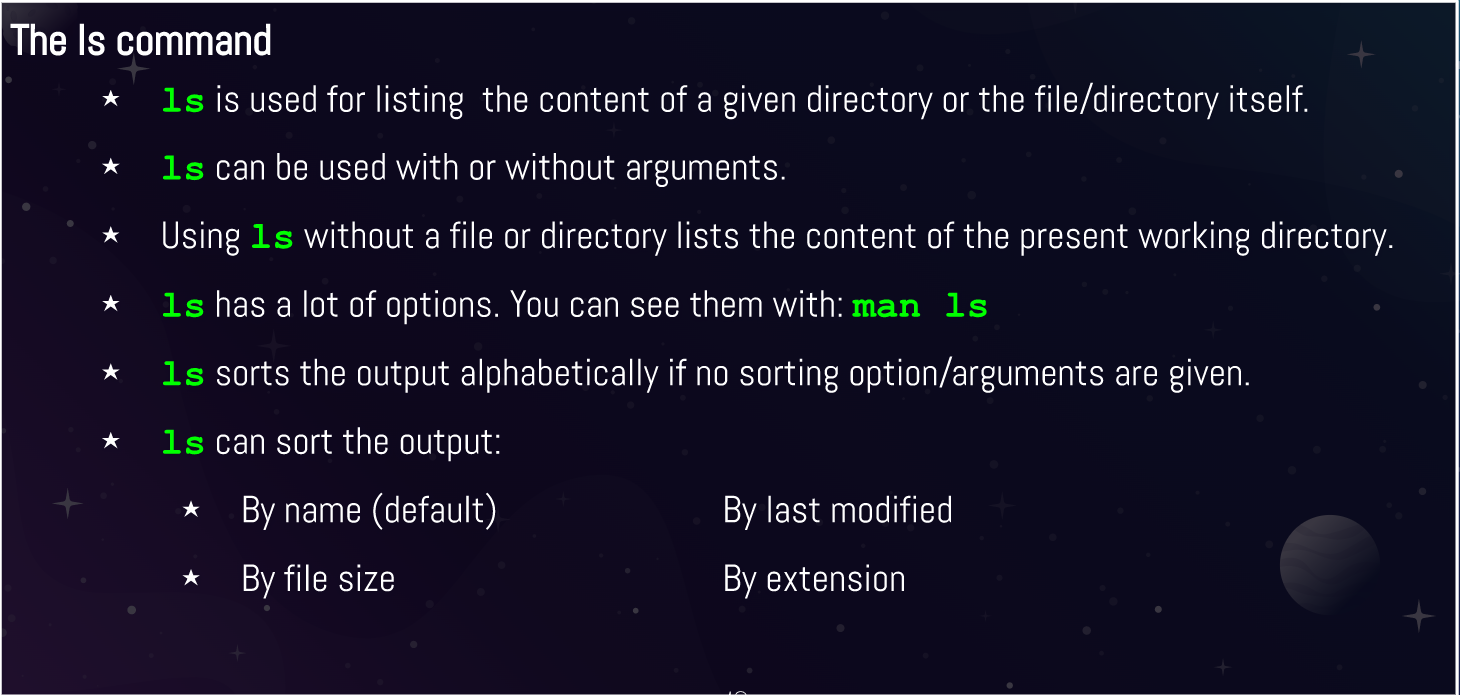 The ls command
ls is used for listing  the content of a given directory or the file/directory itself.
ls can be used with or without arguments.
Using ls without a file or directory lists the content of the present working directory.
ls has a lot of options. You can see them with: man ls
ls sorts the output alphabetically if no sorting option/arguments are given.
ls can sort the output:
By name (default) By last modified
By file size By extension